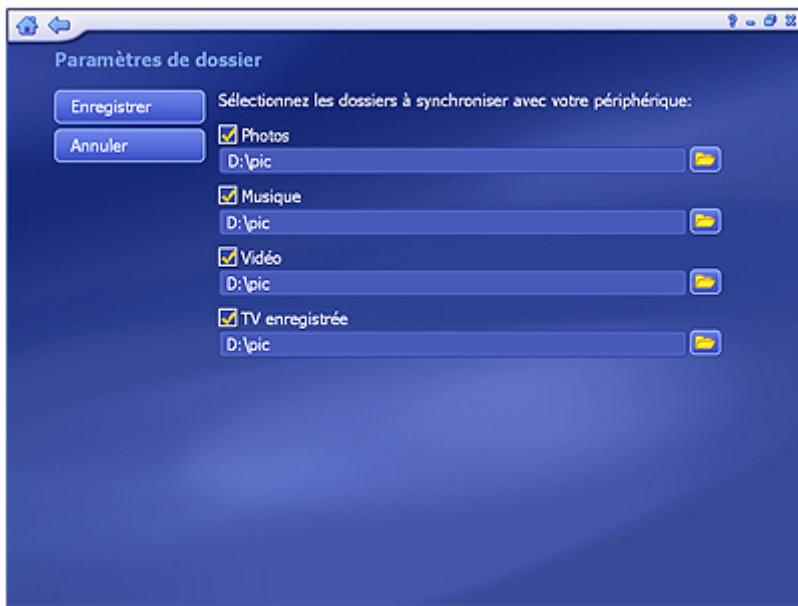 Paramètres de dossier
Enregistrer
Annuler
Sélectionnez les dossiers à synchroniser avec votre périphérique:
Photos
D:\pic
Musique
D:\pic
Vidéo
D:\pic
TV enregistrée
D:\pic